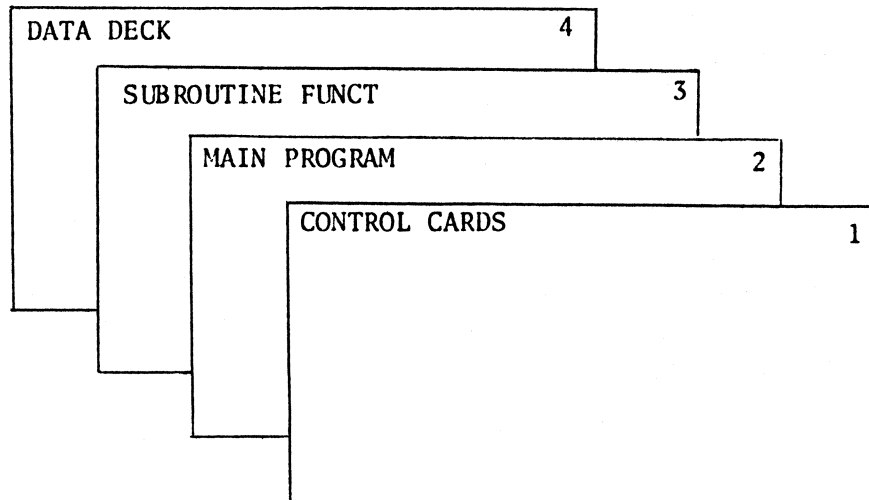 DATA DECK 4
SUBROUTINE FUNCT 3
MAIN PROGRAM 2
CONTROL CARDS 1